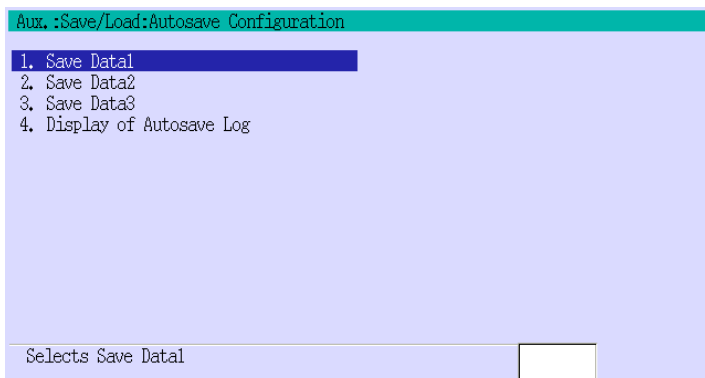 Aux.:Save/Load:Autosave Configuration
1. Save Data1
2. Save Data2
3. Save Data3
4. Display of Autosave Log
Selects Save Data1